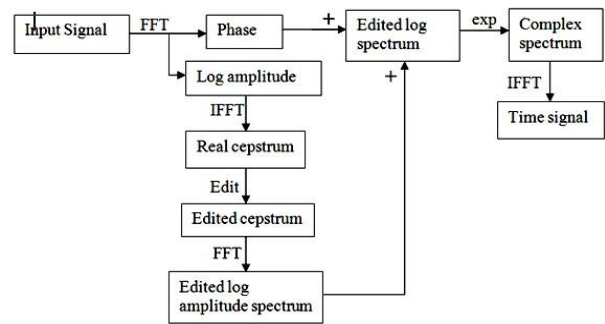 Input Signal
FFT
Phase
+
Edited log
spectrum
exp
Complex
spectrum
Log amplitude
+
IFFT
IFFT
Time signal
Real cepstrum
Edit
Edited cepstrum
FFT
Edited log
amplitude spectrum